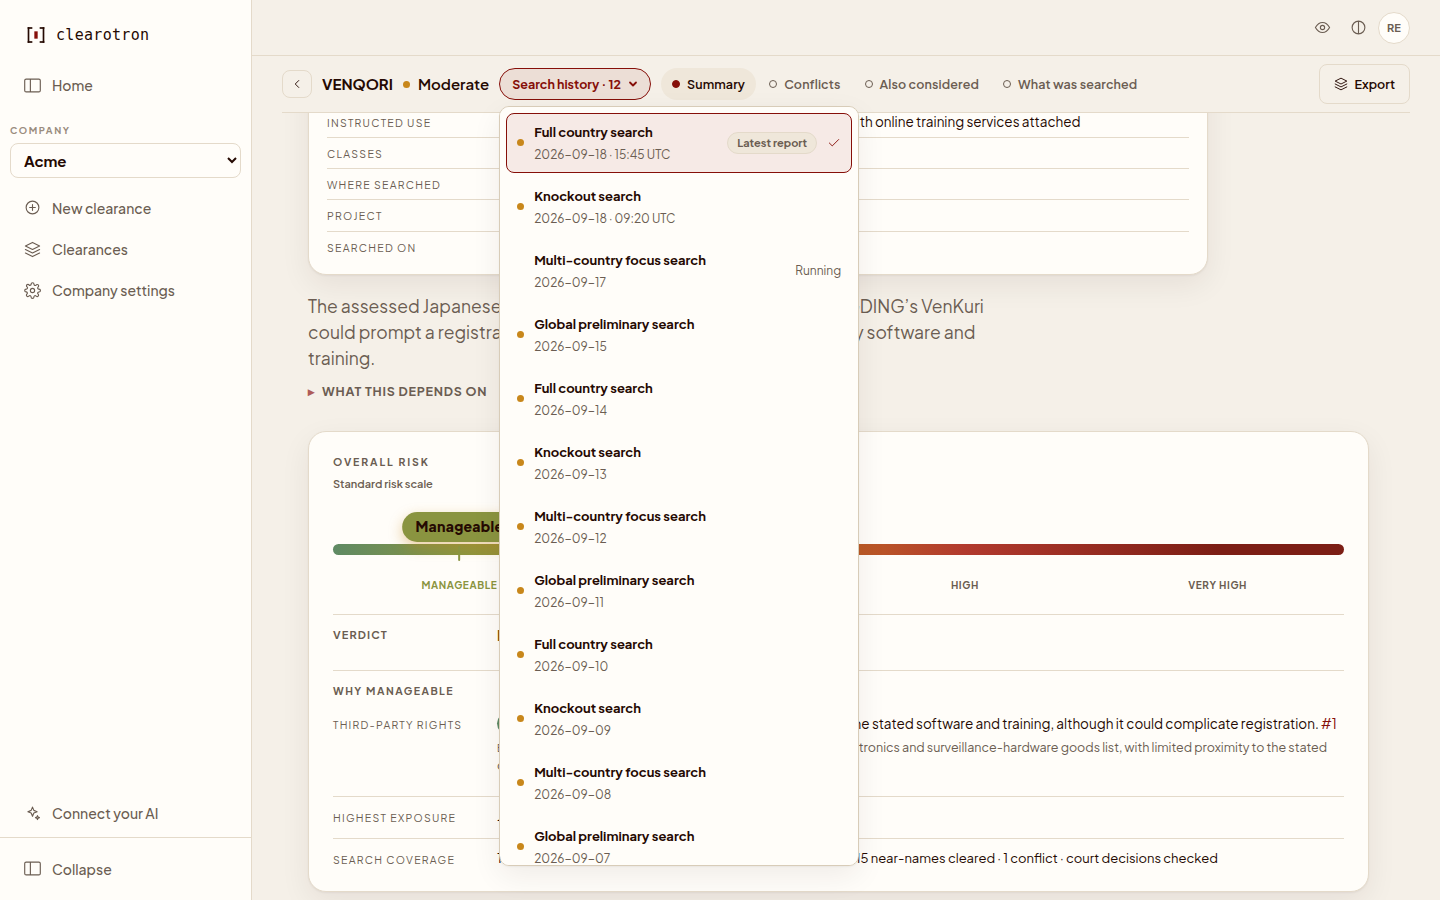 clearotron
Home
COMPANY
Acme
New clearance
Clearances
Company settings
Connect your AI
Collapse
RE
VENQORI
Moderate
Search history · 12
Summary
Conflicts
Also considered
What was searched
Export
INSTRUCTED USE
th online training services attached
CLASSES
WHERE SEARCHED
PROJECT
SEARCHED ON
Full country search
2026-09-18 · 15:45 UTC
Latest report
Knockout search
2026-09-18 · 09:20 UTC
Multi-country focus search
2026-09-17
Running
Global preliminary search
2026-09-15
Full country search
2026-09-14
Knockout search
2026-09-13
Multi-country focus search
2026-09-12
Global preliminary search
2026-09-11
Full country search
2026-09-10
Knockout search
2026-09-09
Multi-country focus search
2026-09-08
Global preliminary search
2026-09-07
The assessed Japanese
DING's VenKuri
could prompt a registra
y software and
training.
WHAT THIS DEPENDS ON
OVERALL RISK
Standard risk scale
Manageable
MANAGEABLE
HIGH
VERY HIGH
VERDICT
WHY MANAGEABLE
THIRD-PARTY RIGHTS
he stated software and training, although it could complicate registration. #1
tronics and surveillance-hardware goods list, with limited proximity to the stated
HIGHEST EXPOSURE
SEARCH COVERAGE
15 near-names cleared · 1 conflict · court decisions checked